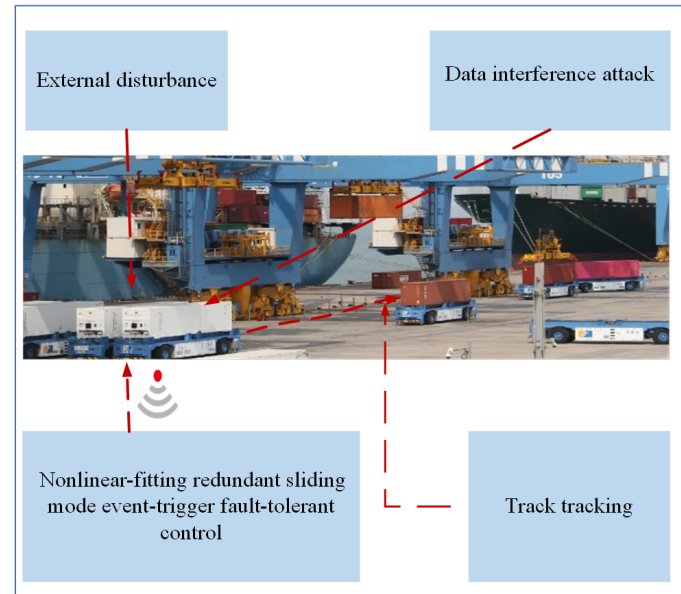 External disturbance
Data interference attack
Nonlinear-fitting redundant sliding
mode event-trigger fault-tolerant
control
Track tracking